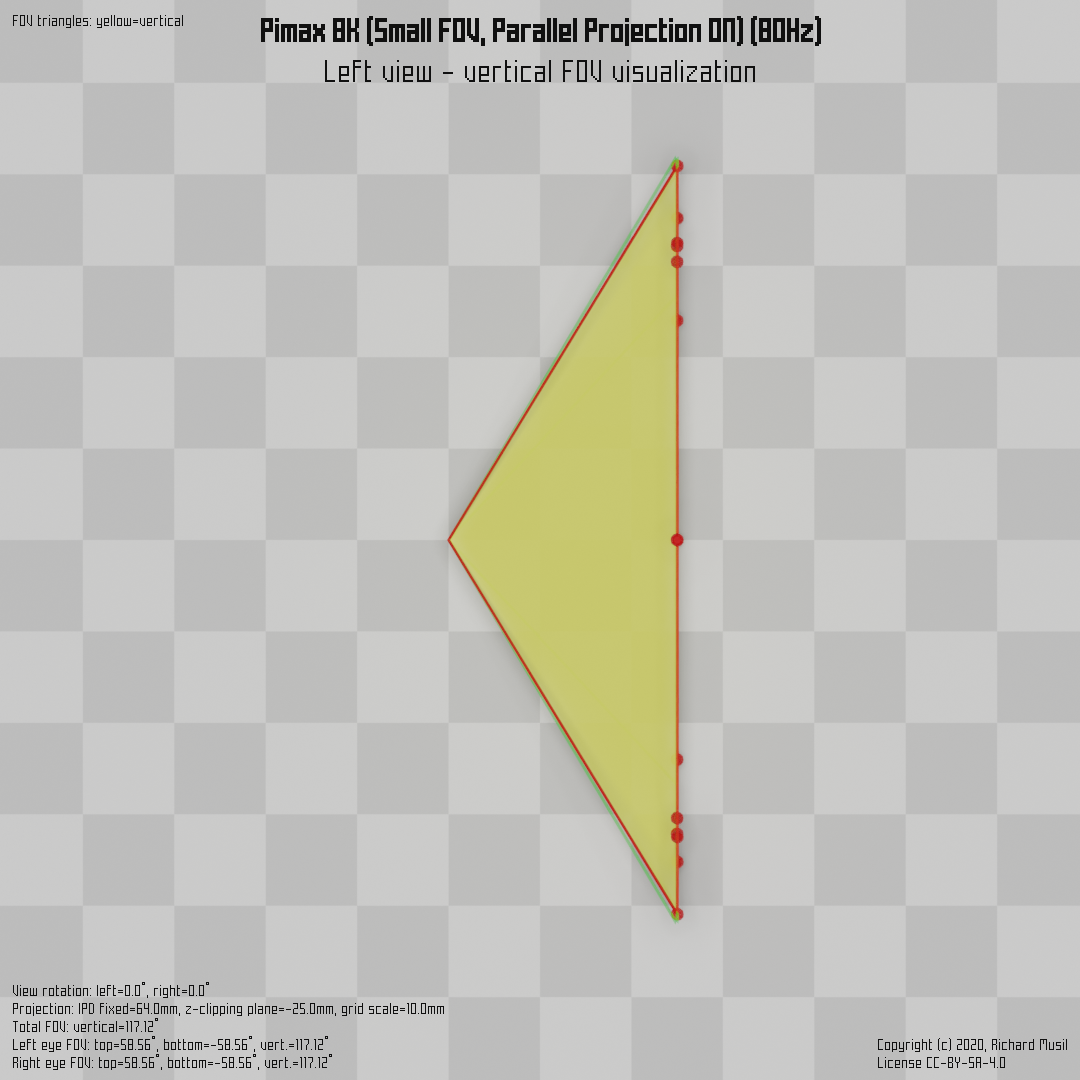 FOV triangles: yellow=vertical
Pimax 8K (Small FOV, Parallel Projection ON) (80Hz)
Left view - vertical FOV visualization
View rotation: left=0.0°, right=0.0°
Projection: IPD fixed=64.0mm, z-clipping plane=-25.0mm, grid scale=10.0mm
Total FOV: vertical=117.12°
Left eye FOV: top=58.56°, bottom=-58.56°, vert.=117.12°
Right eye FOV: top=58.56°, bottom=-58.56°, vert.=117.12°
Copyright (c) 2020, Richard Musil
License CC-BY-SA-4.0